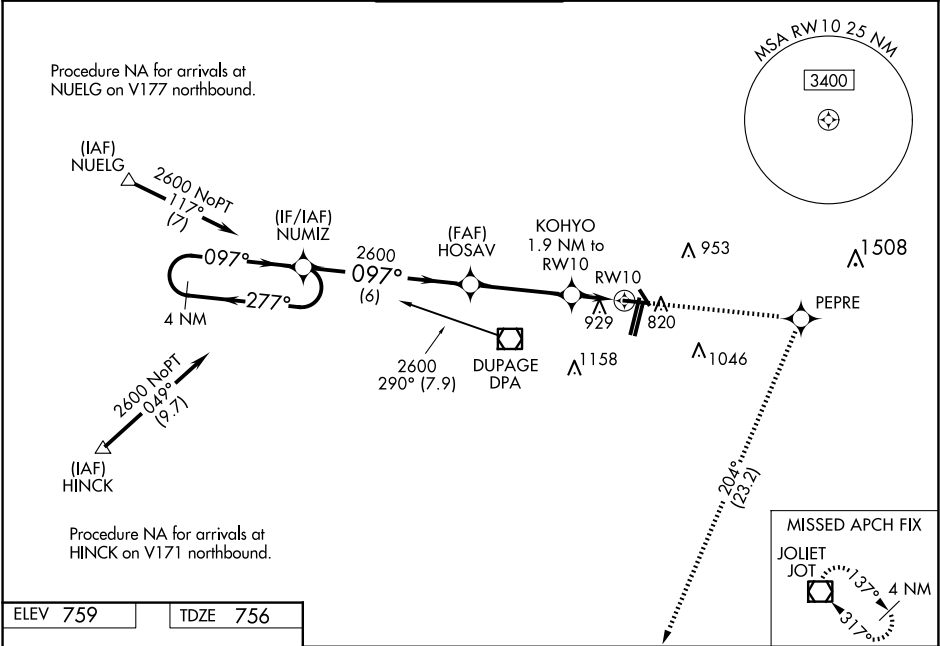 MSA RW10 25 NM
3400
Procedure NA for arrivals at
NUELG on V177 northbound.
(IAF)
NUELG
2600 NoPT
117°
(7)
(IF/IAF)
NUMIZ
097°
277°
4 NM
2600
097°
(6)
(FAF)
HOSAV
KOHYO
1.9 NM to
RW10
RW10
953
1508
929
820
PEPRE
2600
290° (7.9)
DUPAGE
DPA
1158
1046
2600 NoPT
049°
(9.7)
(IAF)
HINCK
204°
(23.2)
Procedure NA for arrivals at
HINCK on V171 northbound.
MISSED APCH FIX
JOLIET
JOT
137°
4 NM
317°
ELEV 759
TDZE 756